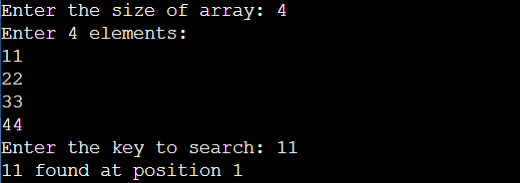 Enter the size of array: 4
Enter 4 elements:
11
22
33
44
Enter the key to search: 11
11 found at position 1